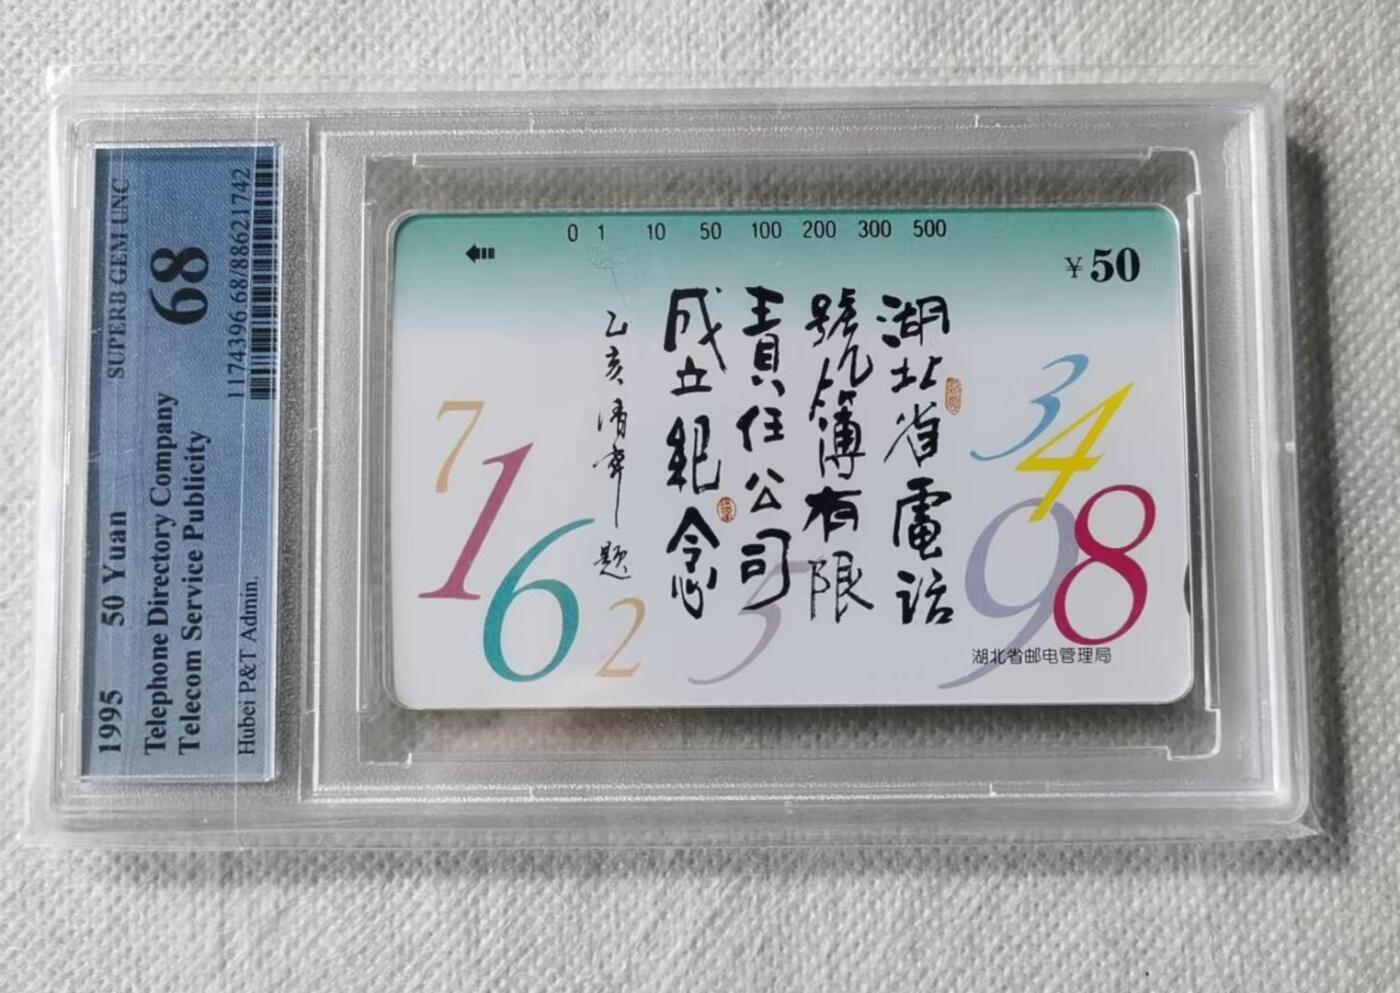 1995 50 Yuan SUPERB GEM UNC
Telephone Directory Company 68
Telecom Service Publicity
Hubei P&T Admin. 1174396.68/88621742
0 1 10 50 100 200 300 500
¥50
湖北省電話
號簿有限
責任公司
成立紀念
乙亥清華題
7
1
6
2
5
3
4
9
8
湖北省邮电管理局